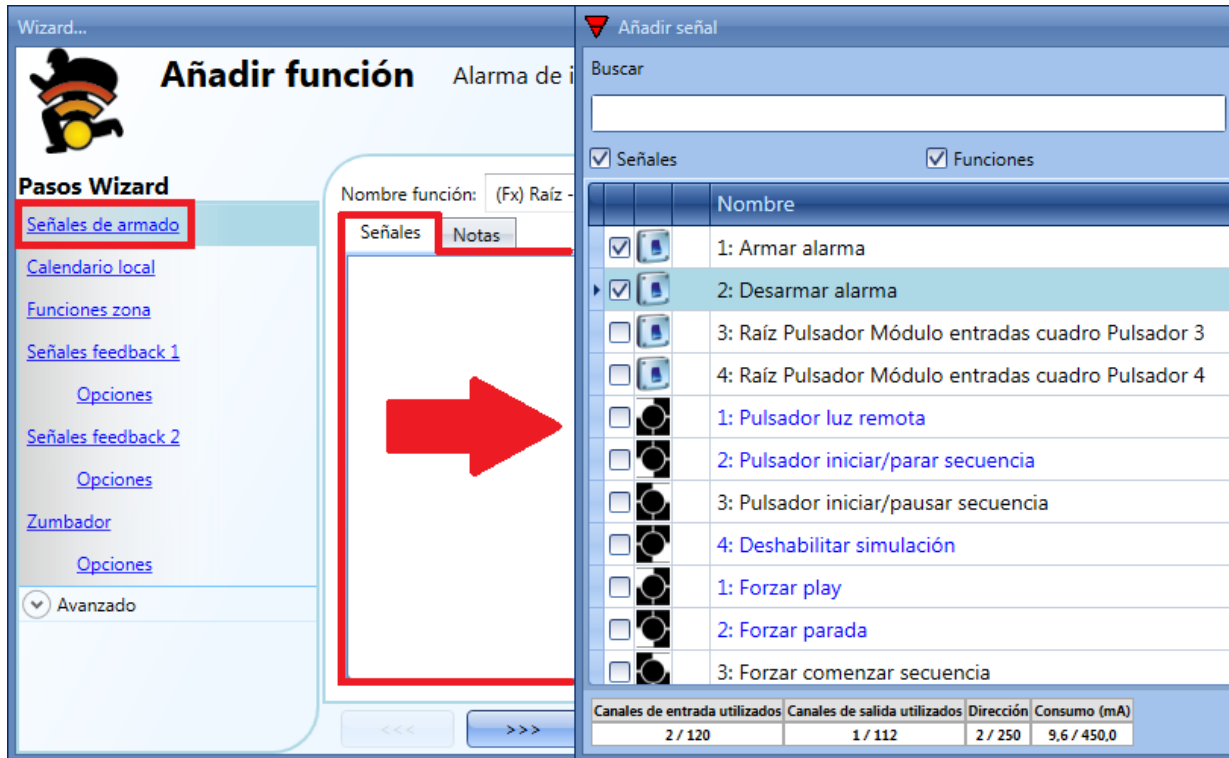 Wizard...
Añadir función
Alarma de i
Pasos Wizard
Señales de armado
Calendario local
Funciones zona
Señales feedback 1
Opciones
Señales feedback 2
Opciones
Zumbador
Opciones
Avanzado
Nombre función: (Fx) Raíz -
Señales Notas
<<< >>>
Añadir señal
Buscar
Señales Funciones
Nombre
1: Armar alarma
2: Desarmar alarma
3: Raíz Pulsador Módulo entradas cuadro Pulsador 3
4: Raíz Pulsador Módulo entradas cuadro Pulsador 4
1: Pulsador luz remota
2: Pulsador iniciar/parar secuencia
3: Pulsador iniciar/pausar secuencia
4: Deshabilitar simulación
1: Forzar play
2: Forzar parada
3: Forzar comenzar secuencia
Canales de entrada utilizados Canales de salida utilizados Dirección Consumo (mA)
2 / 120 1 / 112 2 / 250 9,6 / 450,0